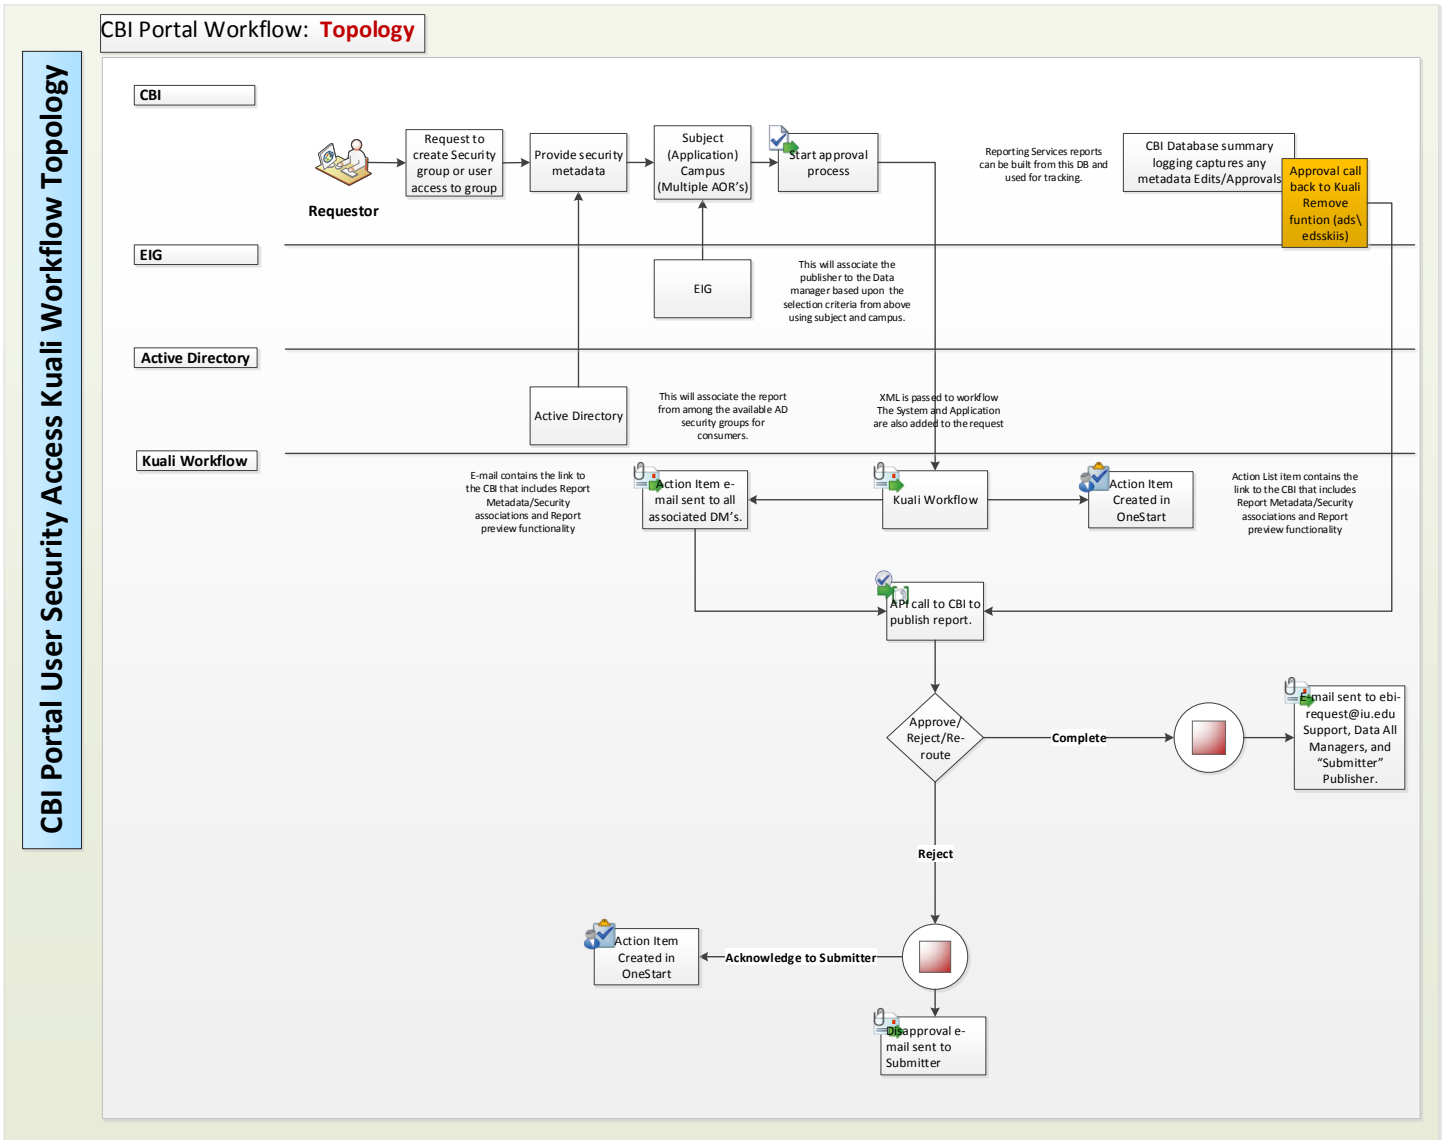 CBI Portal Workflow: Topology
CBI Portal User Security Access Kuali Workflow Topology
CBI
Requestor
Request to
create Security
group or user
access to group
Provide security
metadata
Subject
(Application)
Campus
(Multiple AOR's)
Start approval
process
Reporting Services reports
can be built from this DB and
used for tracking.
CBI Database summary
logging captures any
metadata Edits/Approvals
Approval call
back to Kuali
Remove
funtion (ads\
edsskiis)
EIG
EIG
This will associate the
publisher to the Data
manager based upon the
selection criteria from above
using subject and campus.
Active Directory
Active Directory
This will associate the report
from among the available AD
security groups for
consumers.
XML is passed to workflow
The System and Application
are also added to the request
Kuali Workflow
E-mail contains the link to
the CBI that includes Report
Metadata/Security
associations and Report
preview functionality
Action Item e-
mail sent to all
associated DM's.
Kuali Workflow
Action Item
Created in
OneStart
Action List item contains the
link to the CBI that includes
Report Metadata/Security
associations and Report
preview functionality
API call to CBI to
publish report.
Approve/
Reject/Re-
route
Complete
E-mail sent to ebi-
request@iu.edu
Support, Data All
Managers, and
“Submitter”
Publisher.
Reject
Action Item
Created in
OneStart
Acknowledge to Submitter
Disapproval e-
mail sent to
Submitter